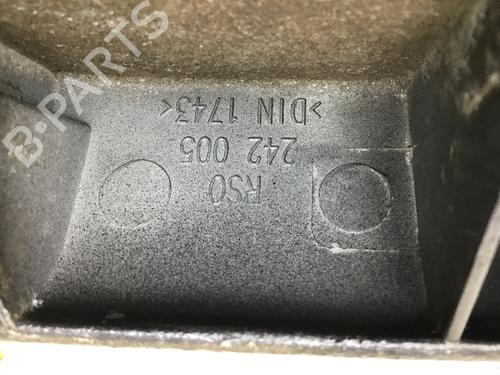 RSO
242 005
>DIN 1743<
B-PARTS